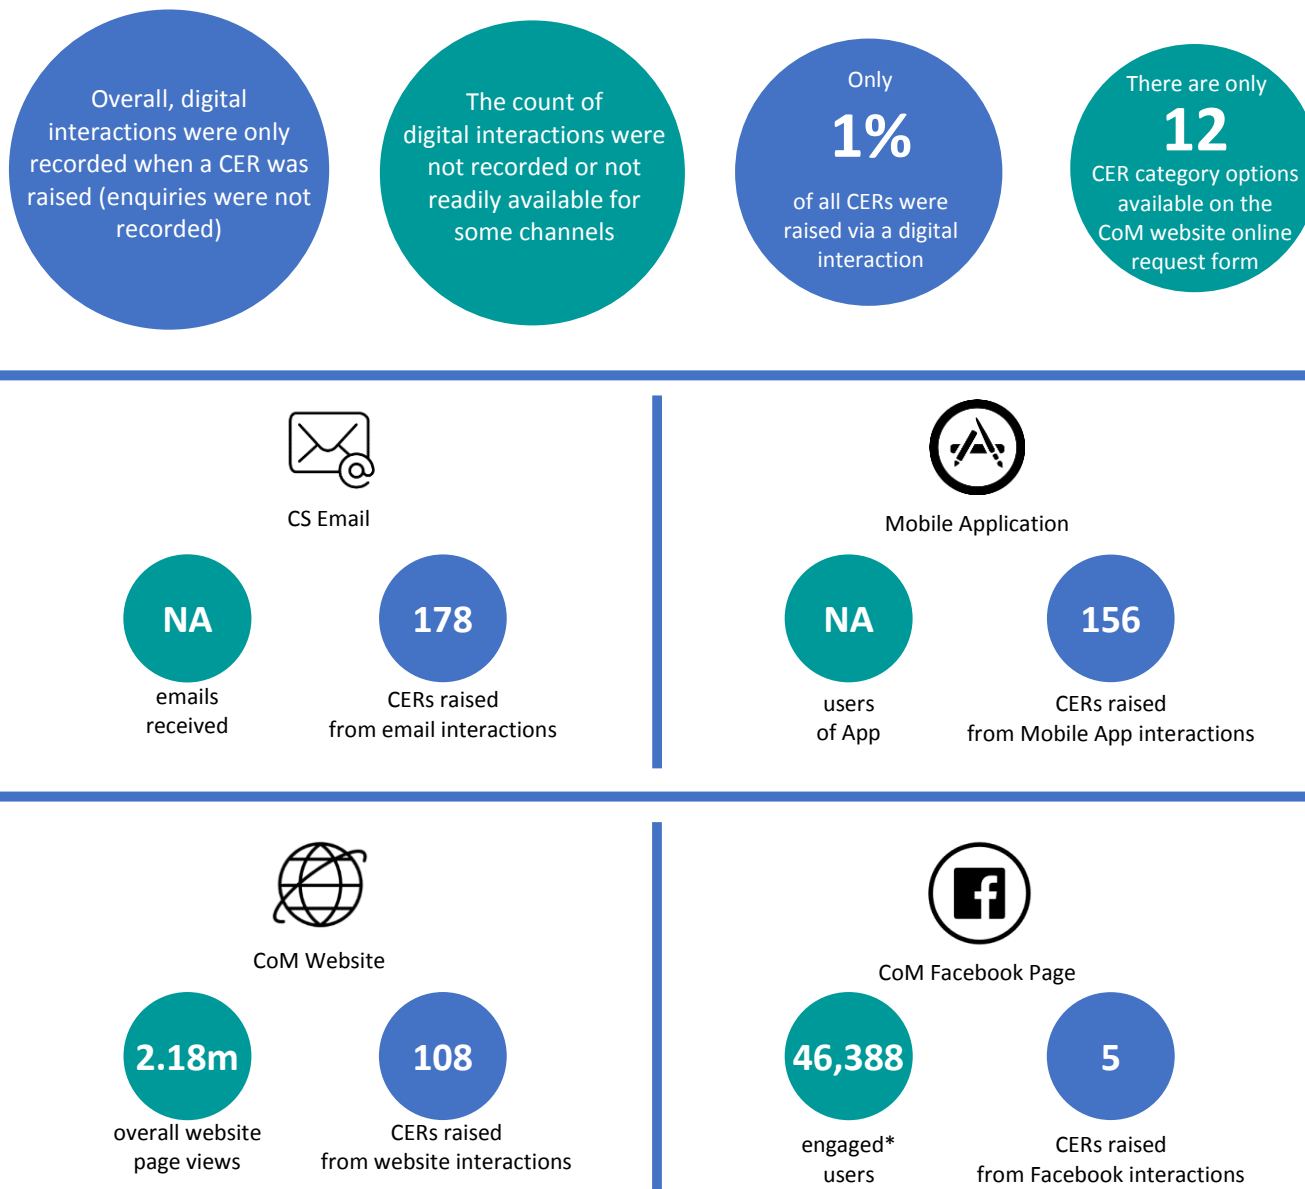 Overall, digital
interactions were only
recorded when a CER was
raised (enquiries were not
recorded)
The count of
digital interactions were
not recorded or not
readily available for
some channels
Only
1%
of all CERs were
raised via a digital
interaction
There are only
12
CER category options
available on the
CoM website online
request form
CS Email
NA
emails
received
178
CERs raised
from email interactions
Mobile Application
NA
users
of App
156
CERs raised
from Mobile App interactions
CoM Website
2.18m
overall website
page views
108
CERs raised
from website interactions
CoM Facebook Page
46,388
engaged*
users
5
CERs raised
from Facebook interactions